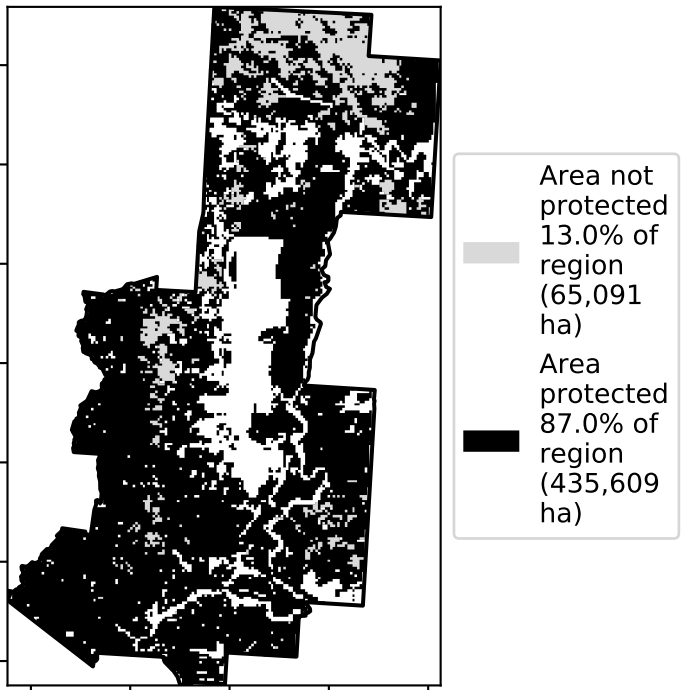 Area not
protected
13.0% of
region
(65,091
ha)
Area
protected
87.0% of
region
(435,609
ha)